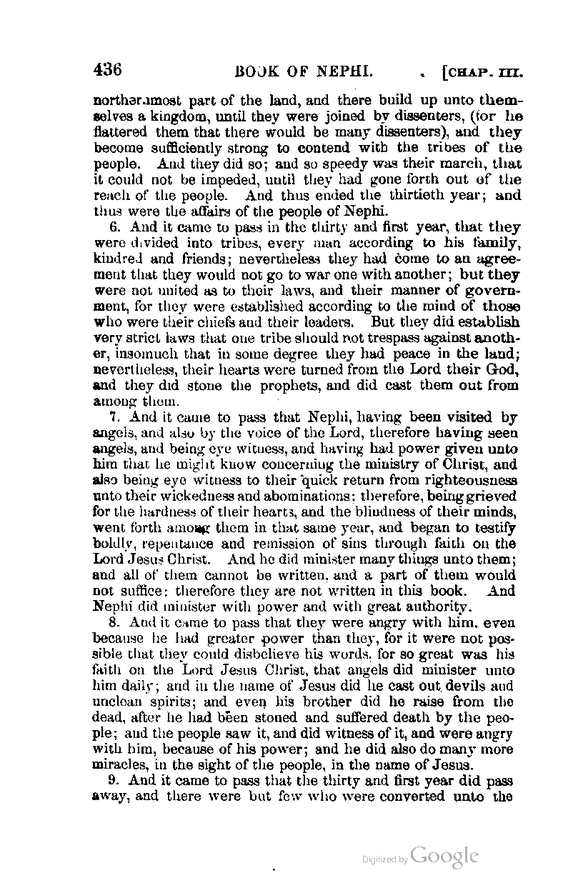 436 BOOK OF NEPHI. [CHAP. III.
northernmost part of the land, and there build up unto them-
selves a kingdom, until they were joined by dissenters, (for he
flattered them that there would be many dissenters), and they
become sufficiently strong to contend with the tribes of the
people. And they did so; and so speedy was their march, that
it could not be impeded, until they had gone forth out of the
reach of the people. And thus ended the thirtieth year; and
thus were the affairs of the people of Nephi.
6. And it came to pass in the thirty and first year, that they
were divided into tribes, every man according to his family,
kindred and friends; nevertheless they had come to an agree-
ment that they would not go to war one with another; but they
were not united as to their laws, and their manner of govern-
ment, for they were established according to the mind of those
who were their chiefs and their leaders. But they did establish
very strict laws that one tribe should not trespass against anoth-
er, insomuch that in some degree they had peace in the land;
nevertheless, their hearts were turned from the Lord their God,
and they did stone the prophets, and did cast them out from
among them.
7. And it came to pass that Nephi, having been visited by
angels, and also by the voice of the Lord, therefore having seen
angels, and being eye witness, and having had power given unto
him that he might know concerning the ministry of Christ, and
also being eye witness to their quick return from righteousness
unto their wickedness and abominations; therefore, being grieved
for the hardness of their hearts, and the blindness of their minds,
went forth among them in that same year, and began to testify
boldly, repentance and remission of sins through faith on the
Lord Jesus Christ. And he did minister many things unto them;
and all of them cannot be written, and a part of them would
not suffice; therefore they are not written in this book. And
Nephi did minister with power and with great authority.
8. And it came to pass that they were angry with him, even
because he had greater power than they, for it were not pos-
sible that they could disbelieve his words, for so great was his
faith on the Lord Jesus Christ, that angels did minister unto
him daily; and in the name of Jesus did he cast out devils and
unclean spirits; and even his brother did he raise from the
dead, after he had been stoned and suffered death by the peo-
ple; and the people saw it, and did witness of it, and were angry
with him, because of his power; and he did also do many more
miracles, in the sight of the people, in the name of Jesus.
9. And it came to pass that the thirty and first year did pass
away, and there were but few who were converted unto the
Digitized by Google